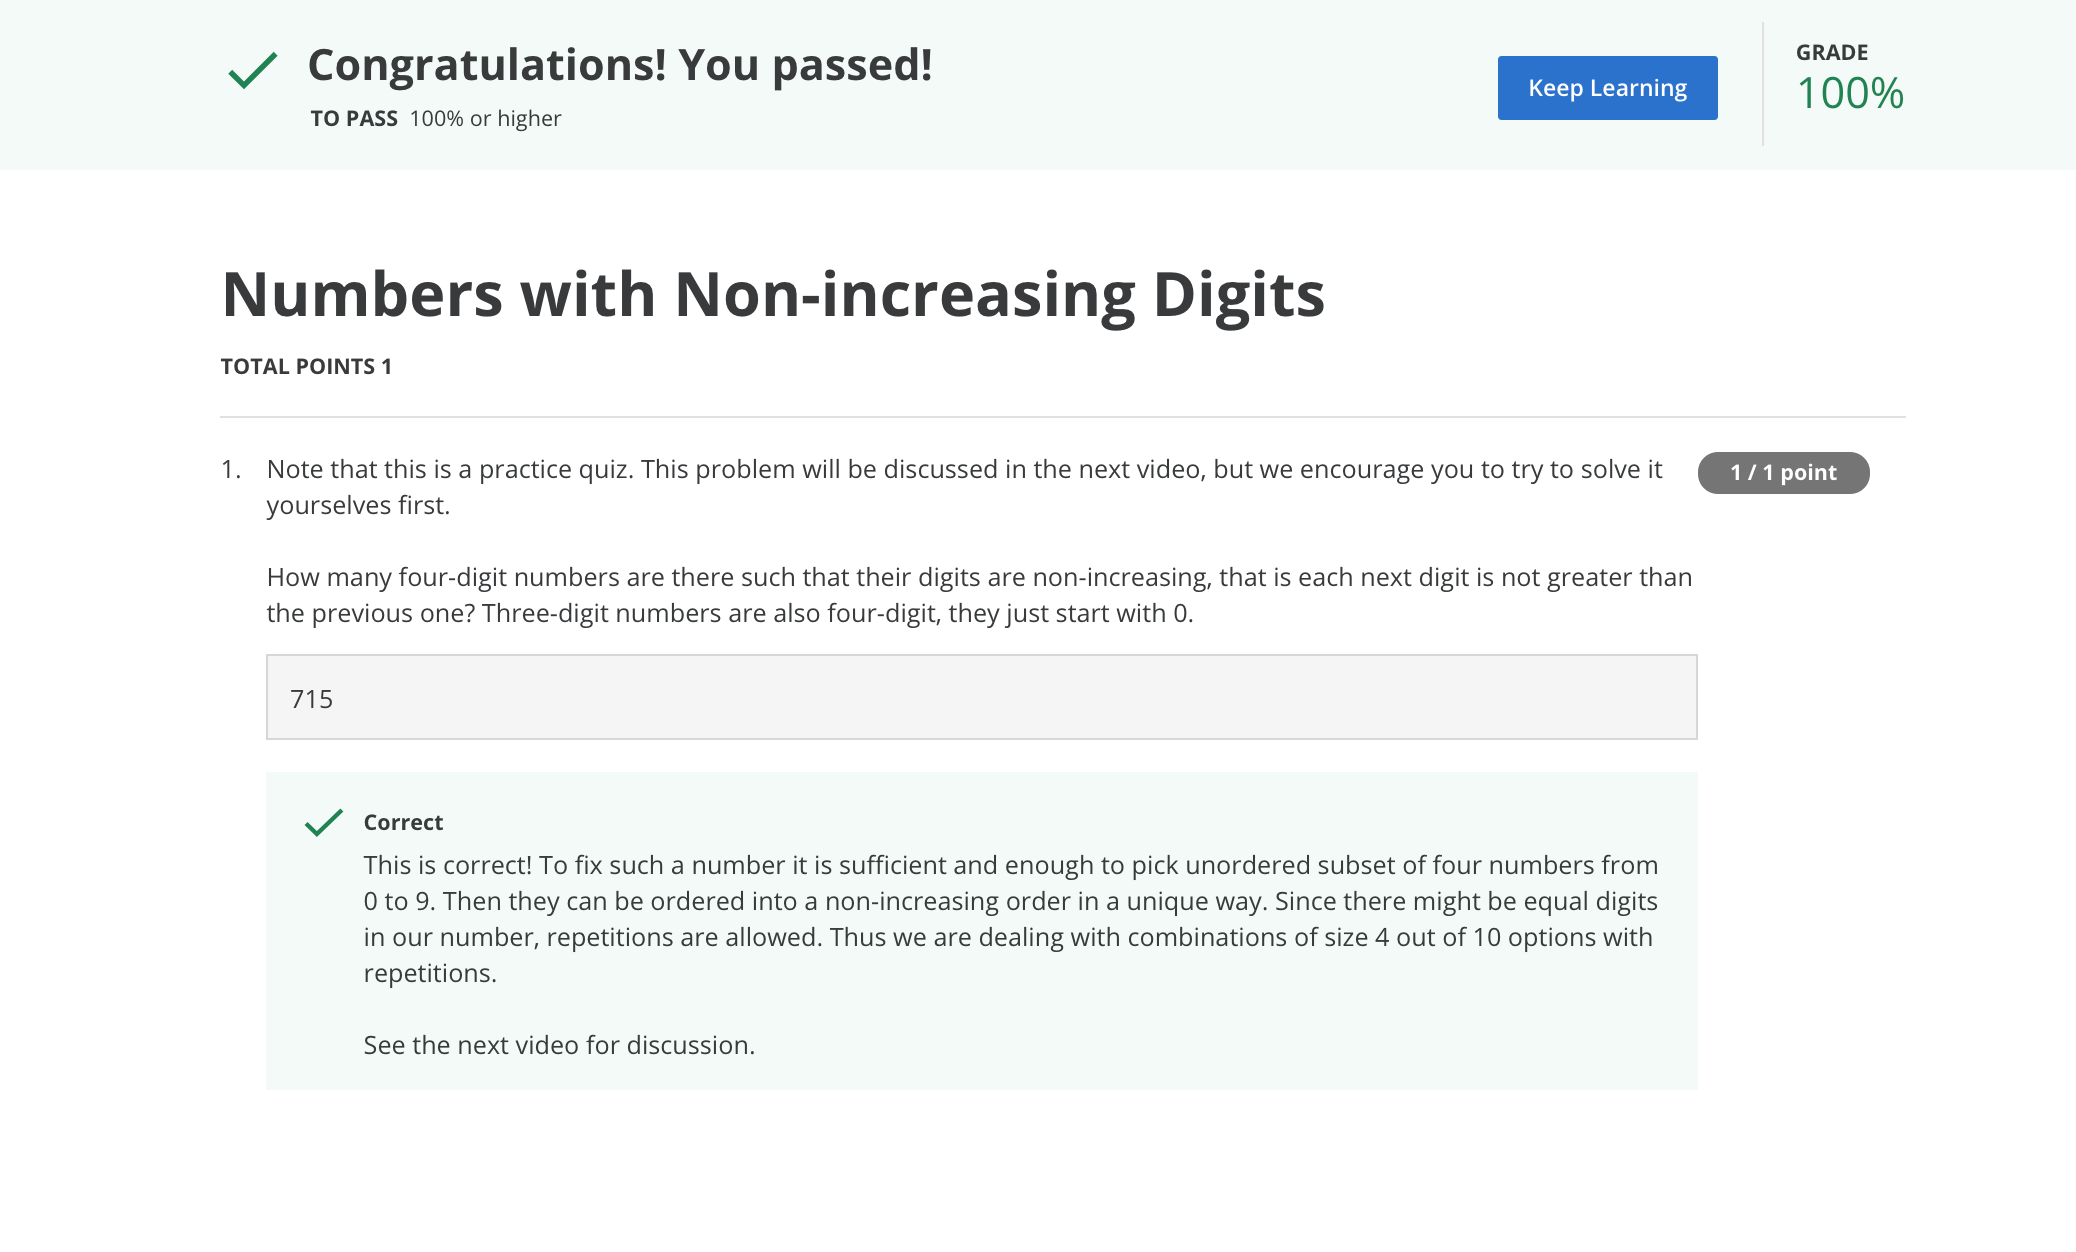 Congratulations! You passed!
TO PASS 100% or higher
Keep Learning
GRADE
100%
Numbers with Non-increasing Digits
TOTAL POINTS 1
1. Note that this is a practice quiz. This problem will be discussed in the next video, but we encourage you to try to solve it
yourselves first.
1 / 1 point
How many four-digit numbers are there such that their digits are non-increasing, that is each next digit is not greater than
the previous one? Three-digit numbers are also four-digit, they just start with 0.
715
Correct
This is correct! To fix such a number it is sufficient and enough to pick unordered subset of four numbers from
0 to 9. Then they can be ordered into a non-increasing order in a unique way. Since there might be equal digits
in our number, repetitions are allowed. Thus we are dealing with combinations of size 4 out of 10 options with
repetitions.
See the next video for discussion.